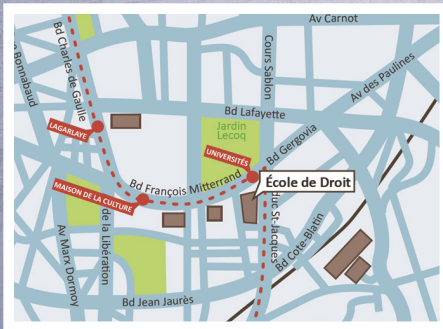 Av Carnot
Bd Charles de Gaulle
Bonnabaud
Cours Sablon
Av des Paulines
Bd Lafayette
LAGARLAYE
Jardin
Lecoq
UNIVERSITÉS
Bd Gergovia
École de Droit
Bd François Mitterrand
MAISON DE LA CULTURE
de la Libération
duc St-Jacques
Bd Cote-Blatin
Av Marx Dormoy
Bd Jean Jaurès